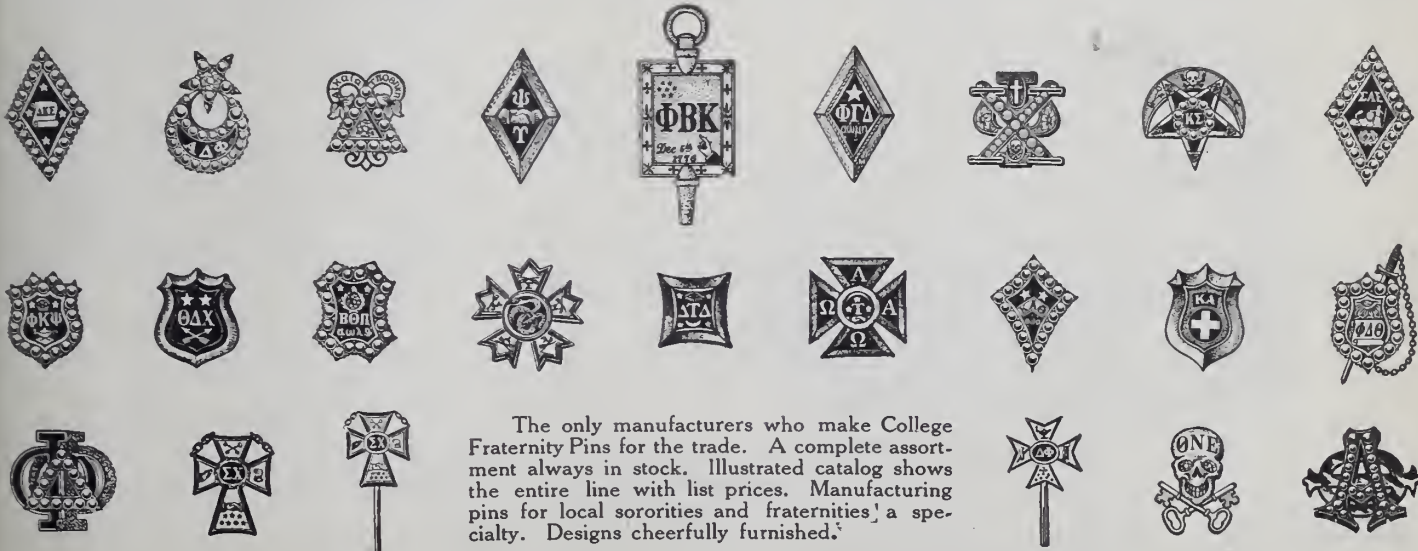 ΔΚΕ
ΑΔΦ
Ψ
Υ
ΦΒΚ
Dec 5th
1776
ΦΓΔ
ΚΣ
ΣΑΕ
ΦΚΨ
ΘΔΧ
ΒΘΠ
αωλθ
ΔΤΔ
Α
Ω Α
Ω
ΚΑ
ΦΔΘ
ΣΧ
ΣΧ
The only manufacturers who make College
Fraternity Pins for the trade. A complete assort-
ment always in stock. Illustrated catalog shows
the entire line with list prices. Manufacturing
pins for local sororities and fraternities a spe-
cialty. Designs cheerfully furnished.
ΔΦ
ΘΝΕ